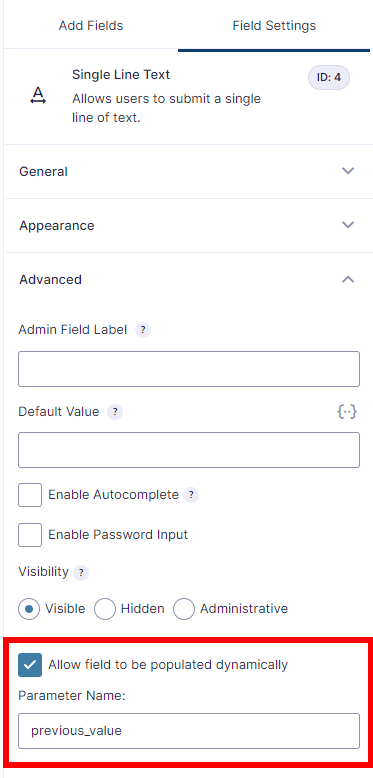 Add Fields
Field Settings
Single Line Text
ID: 4
Allows users to submit a single
line of text.
General
Appearance
Advanced
Admin Field Label ?
Default Value ?
Enable Autocomplete ?
Enable Password Input
Visibility ?
Visible Hidden Administrative
Allow field to be populated dynamically
Parameter Name:
previous_value